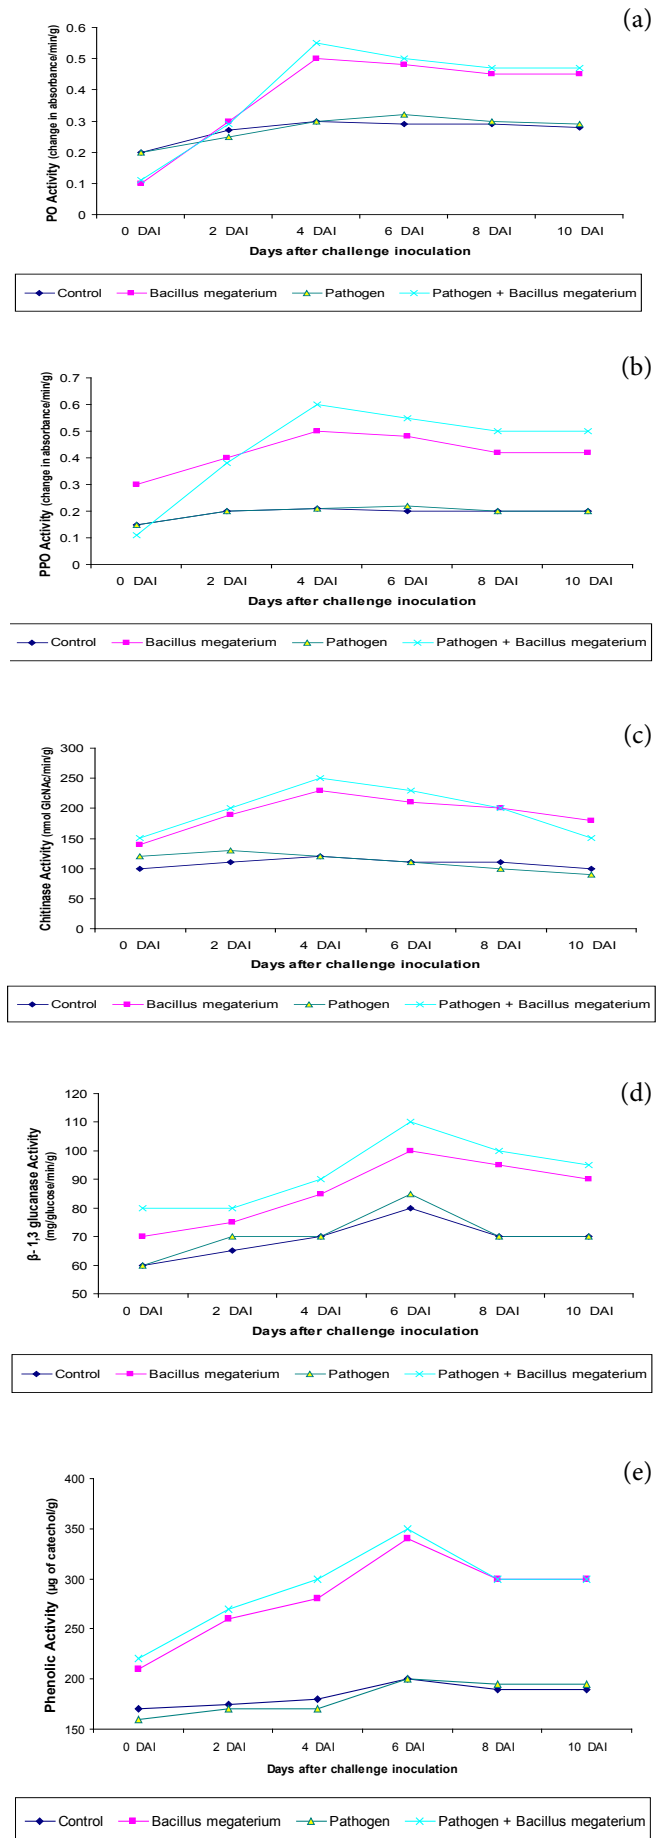 (a)
PO Activity (change in absorbance/min/g)
0.6
0.5
0.4
0.3
0.2
0.1
0
0 DAI 2 DAI 4 DAI 6 DAI 8 DAI 10 DAI
Days after challenge inoculation
Control Bacillus megaterium Pathogen Pathogen + Bacillus megaterium
(b)
PPO Activity (change in absorbance/min/g)
0.7
0.6
0.5
0.4
0.3
0.2
0.1
0
0 DAI 2 DAI 4 DAI 6 DAI 8 DAI 10 DAI
Days after challenge inoculation
Control Bacillus megaterium Pathogen Pathogen + Bacillus megaterium
(c)
Chitinase Activity (nmol GlcNAc/min/g)
300
250
200
150
100
50
0
0 DAI 2 DAI 4 DAI 6 DAI 8 DAI 10 DAI
Days after challenge inoculation
Control Bacillus megaterium Pathogen Pathogen + Bacillus megaterium
(d)
β-1,3 glucanase Activity
(mg/glucose/min/g)
120
110
100
90
80
70
60
50
0 DAI 2 DAI 4 DAI 6 DAI 8 DAI 10 DAI
Days after challenge inoculation
Control Bacillus megaterium Pathogen Pathogen + Bacillus megaterium
(e)
Phenolic Activity (µg of catechol/g)
400
350
300
250
200
150
0 DAI 2 DAI 4 DAI 6 DAI 8 DAI 10 DAI
Days after challenge inoculation
Control Bacillus megaterium Pathogen Pathogen + Bacillus megaterium